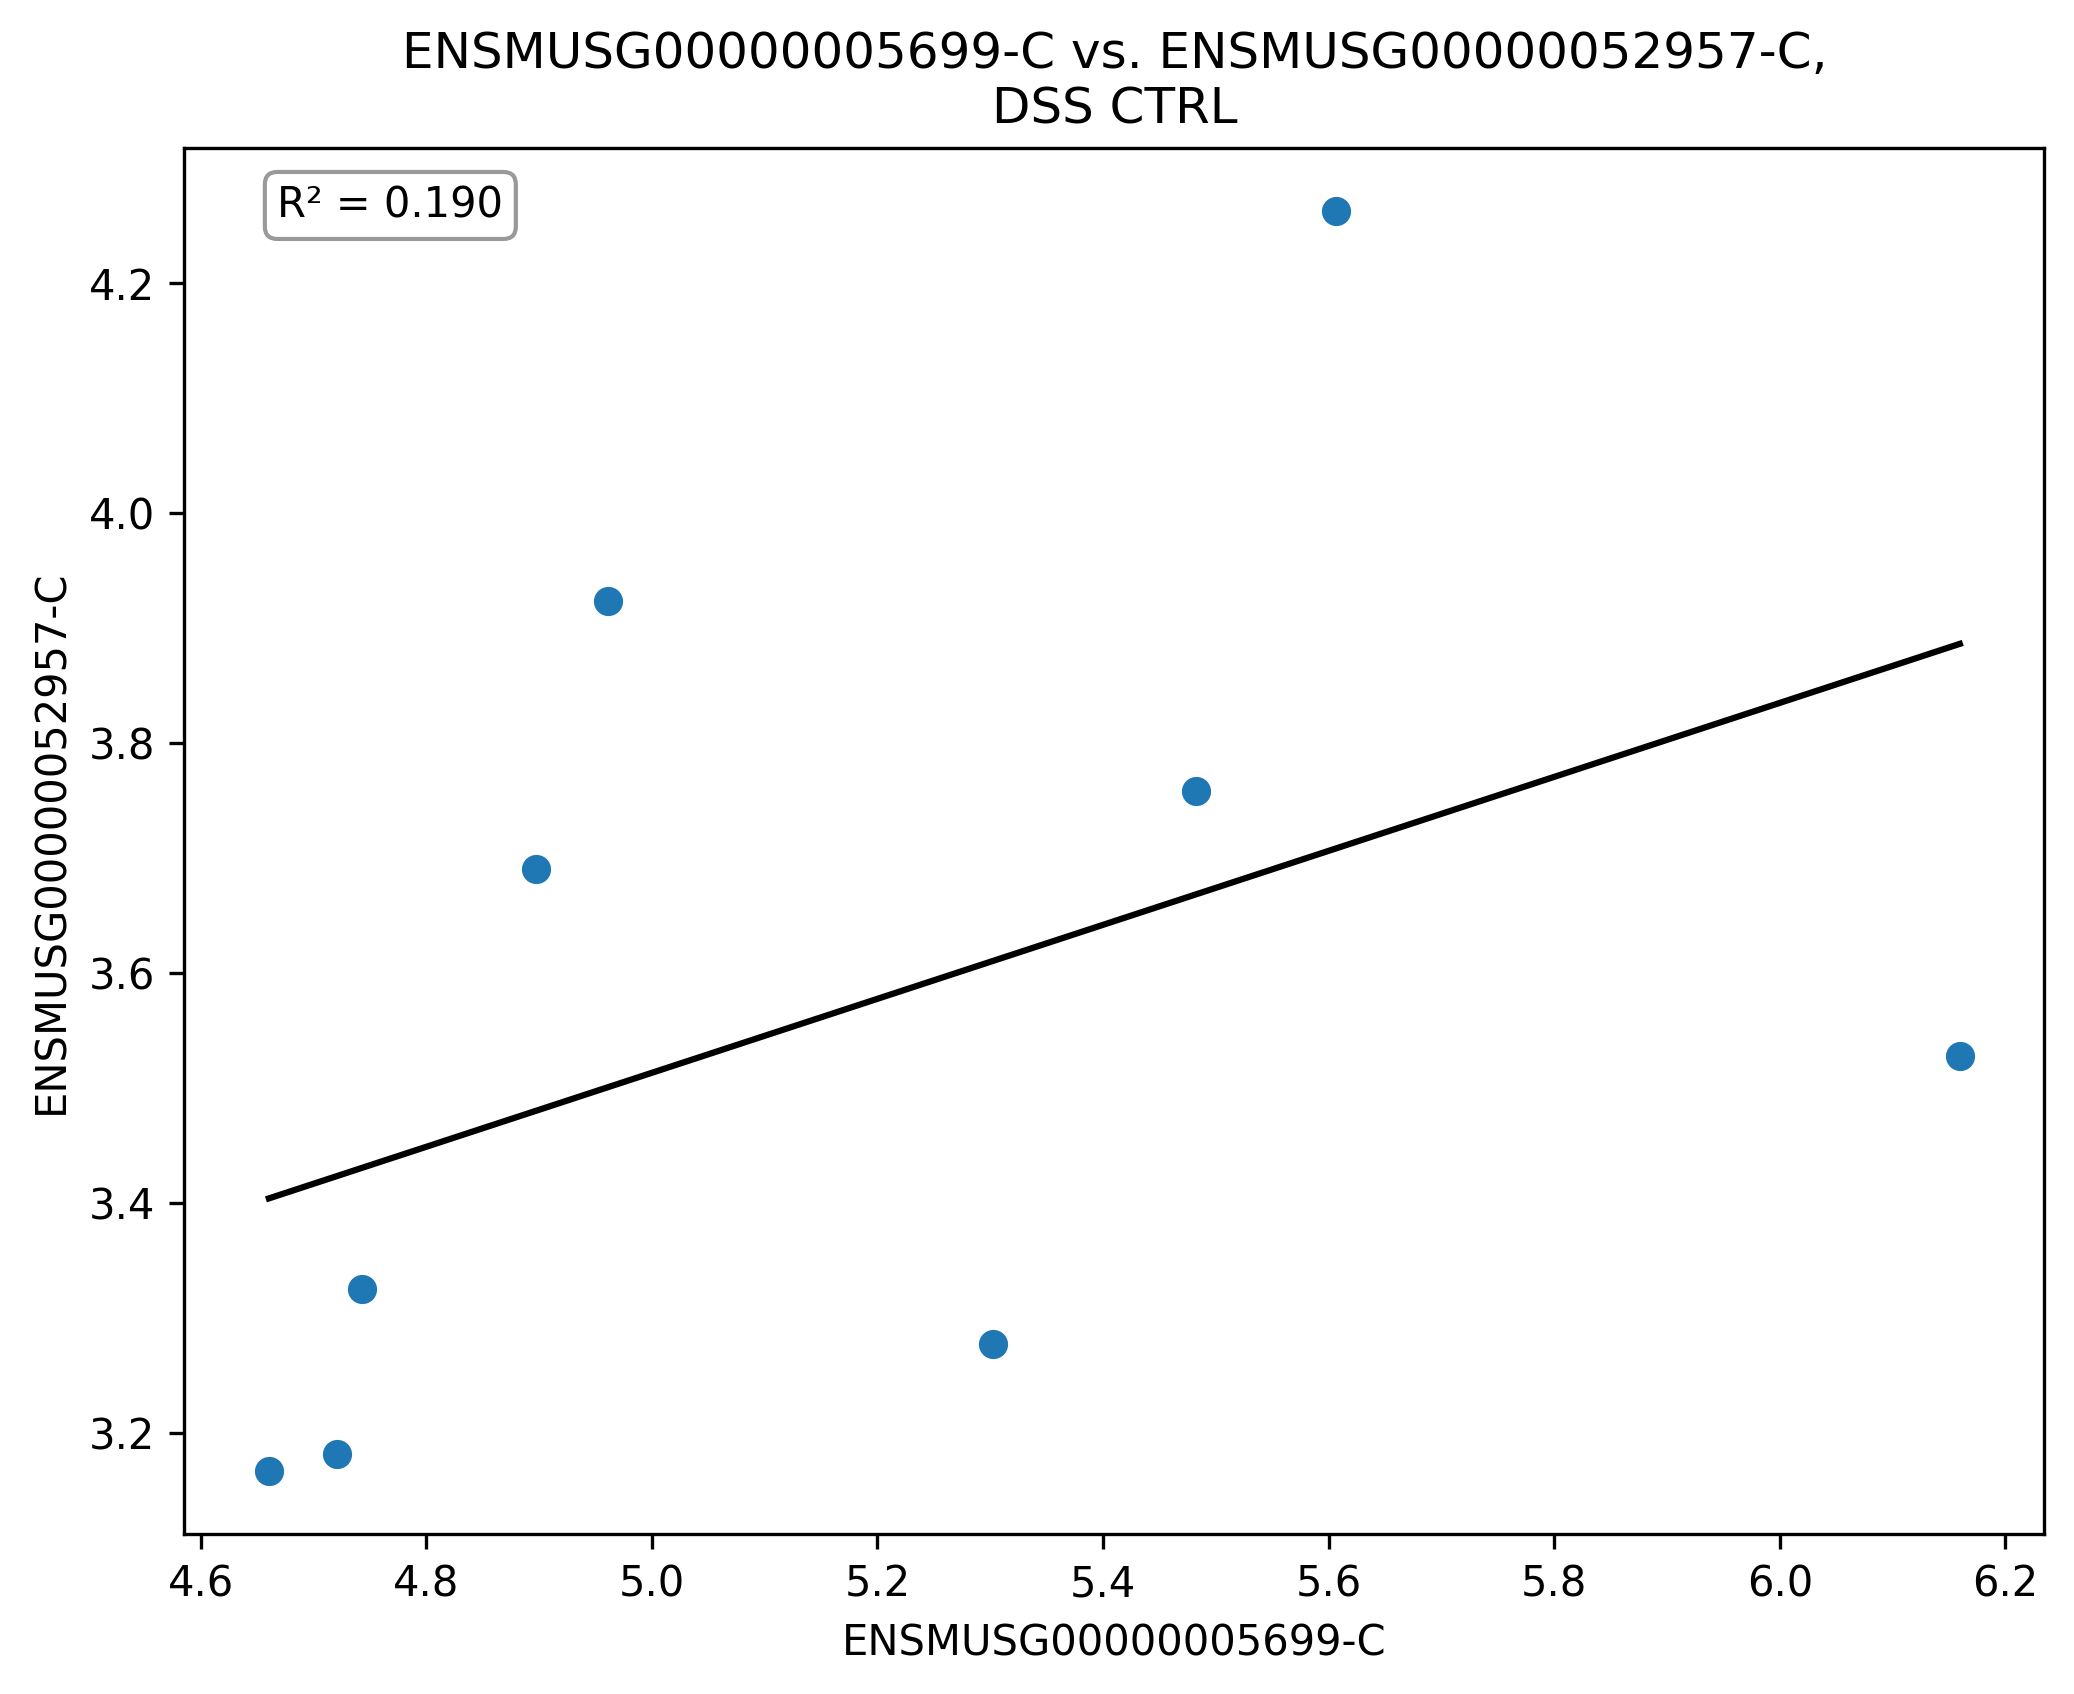 ENSMUSG00000005699-C vs. ENSMUSG00000052957-C,
DSS CTRL
R² = 0.190
4.2
4.0
3.8
3.6
3.4
3.2
ENSMUSG00000052957-C
4.6 4.8 5.0 5.2 5.4 5.6 5.8 6.0 6.2
ENSMUSG00000005699-C